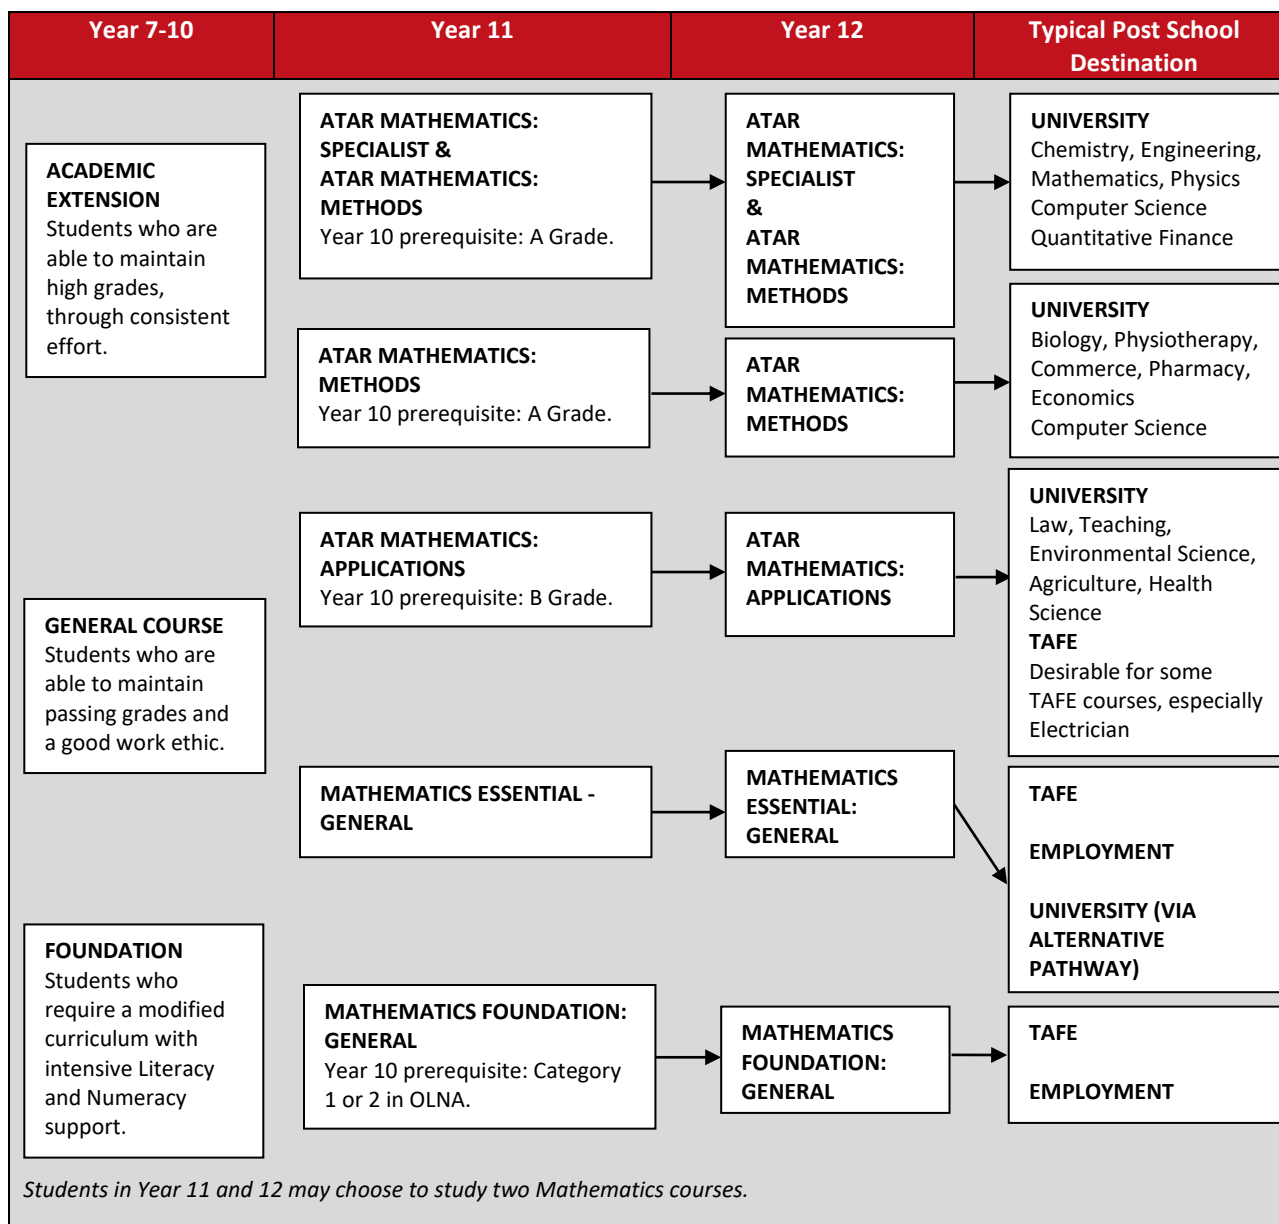 Year 7-10
Year 11
Year 12
Typical Post School
Destination
ACADEMIC
EXTENSION
Students who are
able to maintain
high grades,
through consistent
effort.
ATAR MATHEMATICS:
SPECIALIST &
ATAR MATHEMATICS:
METHODS
Year 10 prerequisite: A Grade.
ATAR
MATHEMATICS:
SPECIALIST
&
ATAR
MATHEMATICS:
METHODS
UNIVERSITY
Chemistry, Engineering,
Mathematics, Physics
Computer Science
Quantitative Finance
ATAR MATHEMATICS:
METHODS
Year 10 prerequisite: A Grade.
ATAR
MATHEMATICS:
METHODS
UNIVERSITY
Biology, Physiotherapy,
Commerce, Pharmacy,
Economics
Computer Science
GENERAL COURSE
Students who are
able to maintain
passing grades and
a good work ethic.
ATAR MATHEMATICS:
APPLICATIONS
Year 10 prerequisite: B Grade.
ATAR
MATHEMATICS:
APPLICATIONS
UNIVERSITY
Law, Teaching,
Environmental Science,
Agriculture, Health
Science
TAFE
Desirable for some
TAFE courses, especially
Electrician
MATHEMATICS ESSENTIAL -
GENERAL
MATHEMATICS
ESSENTIAL:
GENERAL
TAFE
EMPLOYMENT
UNIVERSITY (VIA
ALTERNATIVE
PATHWAY)
FOUNDATION
Students who
require a modified
curriculum with
intensive Literacy
and Numeracy
support.
MATHEMATICS FOUNDATION:
GENERAL
Year 10 prerequisite: Category
1 or 2 in OLNA.
MATHEMATICS
FOUNDATION:
GENERAL
TAFE
EMPLOYMENT
Students in Year 11 and 12 may choose to study two Mathematics courses.